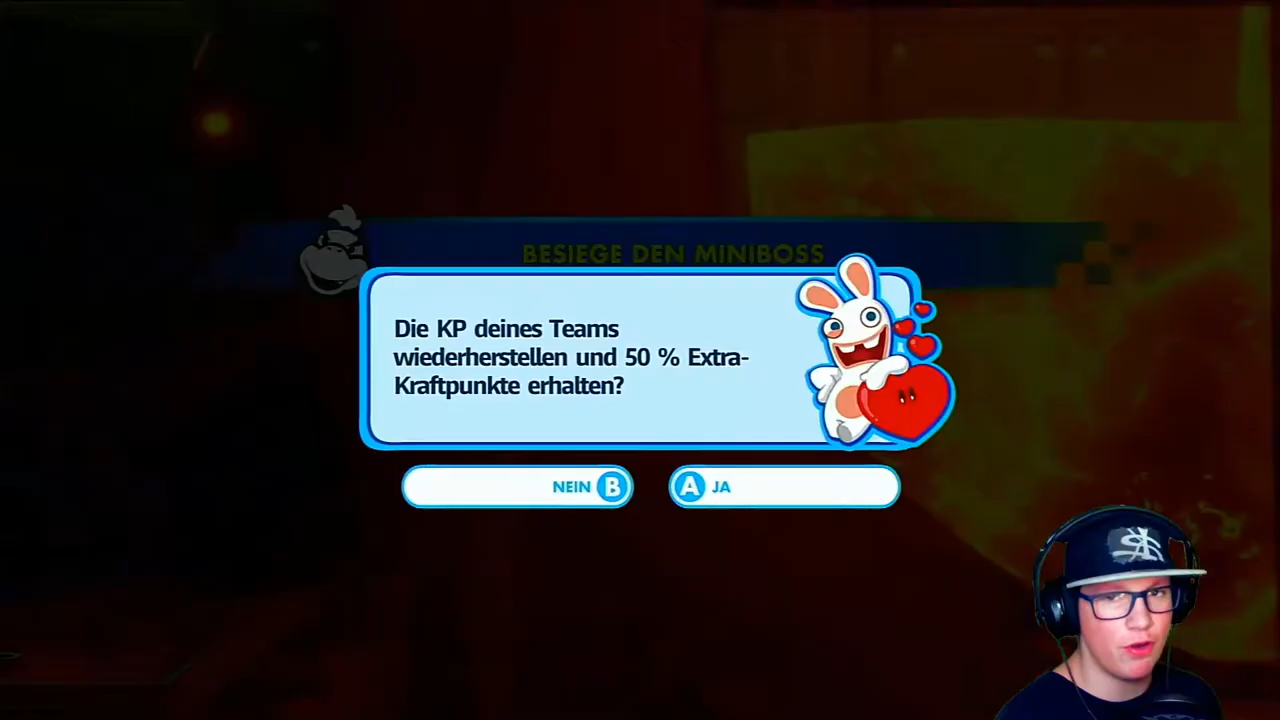 BESIEGE DEN MINIBOSS
Die KP deines Teams
wiederherstellen und 50 % Extra-
Kraftpunkte erhalten?
NEIN B
A JA